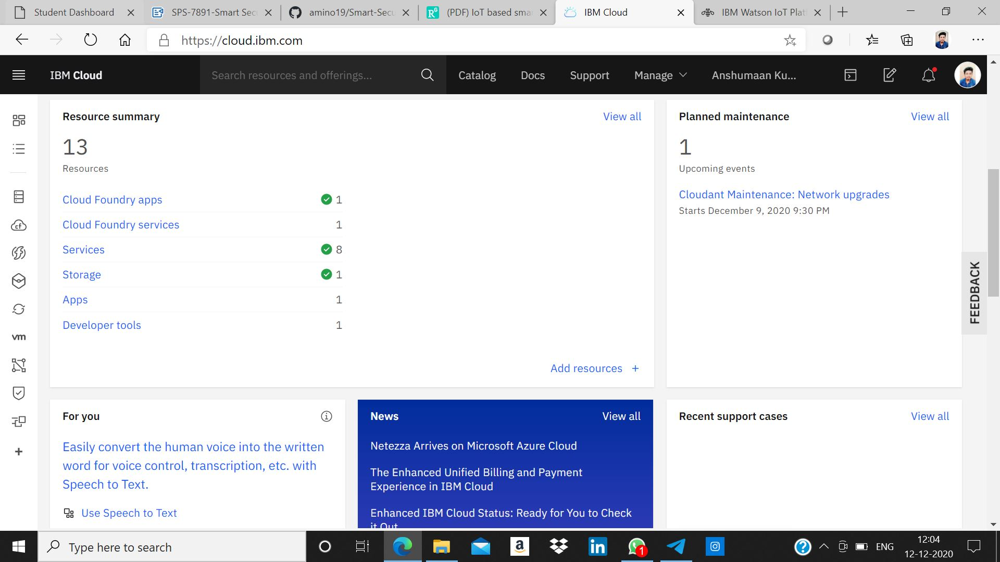 Student Dashboard
SPS-7891-Smart Sec
amino19/Smart-Secu
(PDF) IoT based smar
IBM Cloud
IBM Watson IoT Plat
https://cloud.ibm.com
IBM Cloud
Search resources and offerings...
Catalog
Docs
Support
Manage
Anshumaan Ku...
Resource summary
View all
13
Resources
Cloud Foundry apps 1
Cloud Foundry services 1
Services 8
Storage 1
Apps 1
Developer tools 1
Add resources +
Planned maintenance
View all
1
Upcoming events
Cloudant Maintenance: Network upgrades
Starts December 9, 2020 9:30 PM
FEEDBACK
cf
vm
For you
Easily convert the human voice into the written
word for voice control, transcription, etc. with
Speech to Text.
Use Speech to Text
News
View all
Netezza Arrives on Microsoft Azure Cloud
The Enhanced Unified Billing and Payment
Experience in IBM Cloud
Enhanced IBM Cloud Status: Ready for You to Check
it Out
Recent support cases
View all
Type here to search
a
in
1
ENG
12:04
12-12-2020